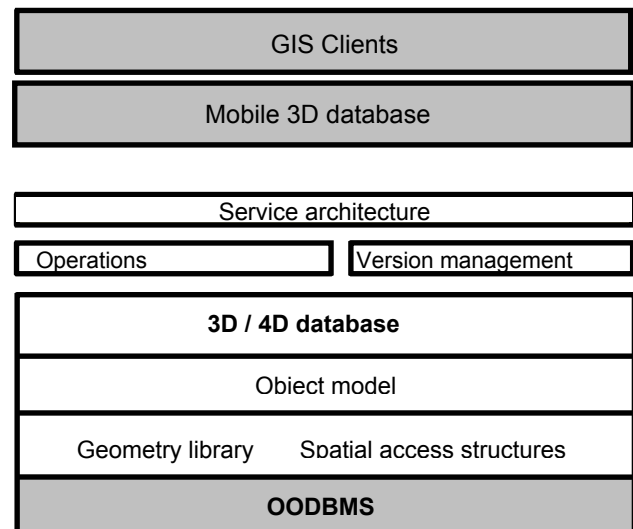 GIS Clients
Mobile 3D database
Service architecture
Operations
Version management
3D / 4D database
Object model
Geometry library Spatial access structures
OODBMS